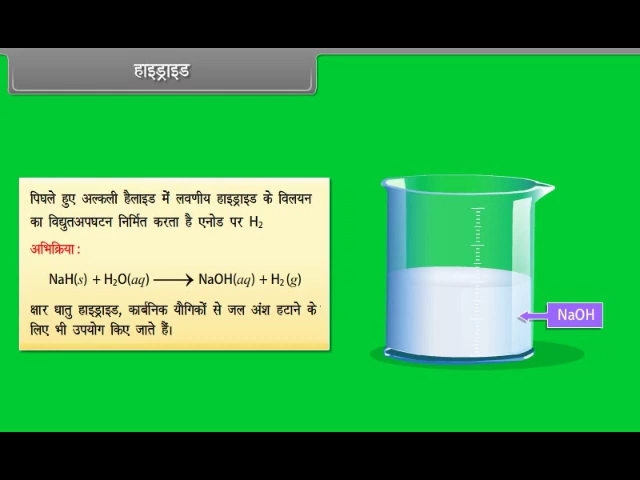 हाइड्राइड
पिघले हुए अल्कली हैलाइड में लवणीय हाइड्राइड के विलयन
का विद्युतअपघटन निर्मित करता है एनोड पर H₂
अभिक्रिया :
NaH(s) + H₂O(aq) ⟶ NaOH(aq) + H₂(g)
क्षार धातु हाइड्राइड, कार्बनिक यौगिकों से जल अंश हटाने के
लिए भी उपयोग किए जाते हैं।
NaOH